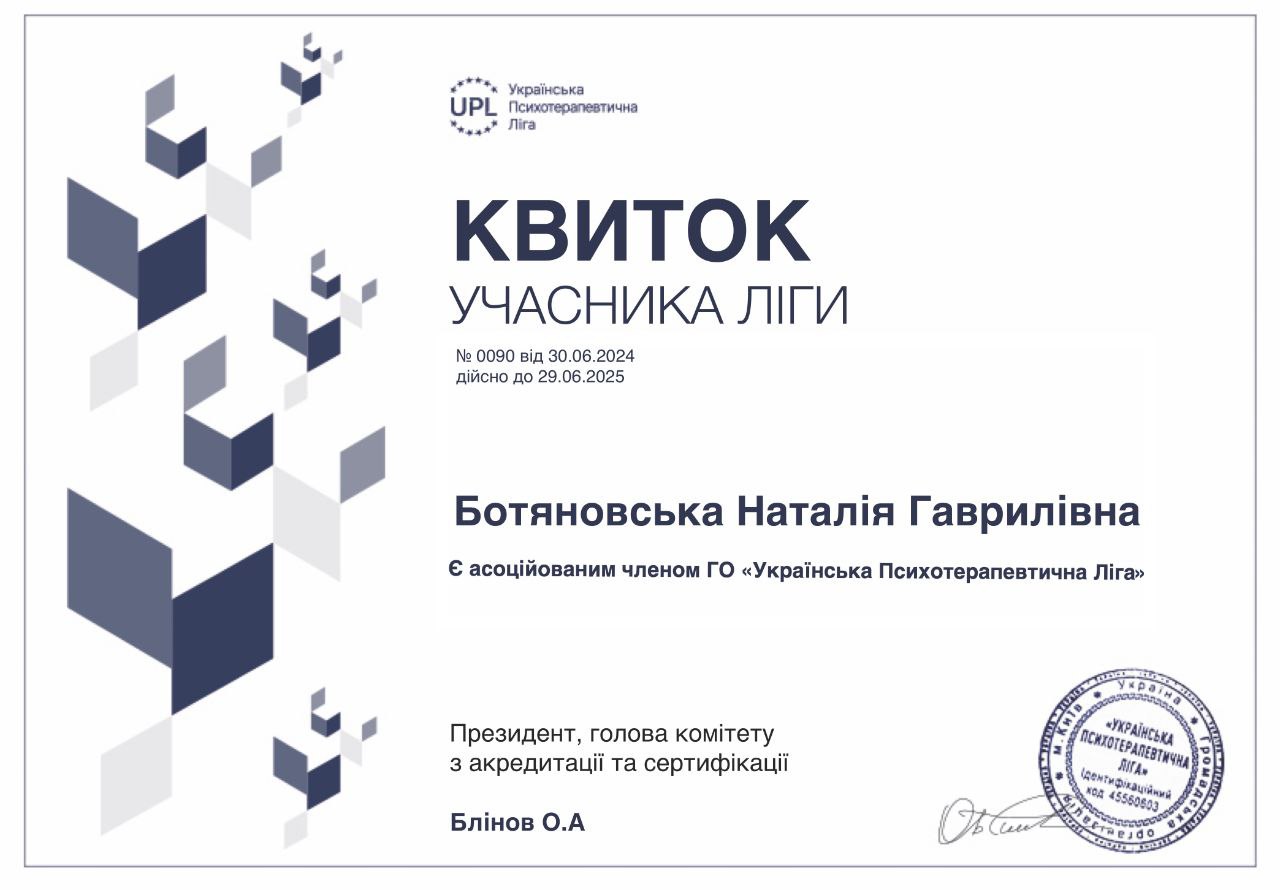 UPL
Українська
Психотерапевтична
Ліга
КВИТОК
УЧАСНИКА ЛІГИ
№ 0090 від 30.06.2024
дійсно до 29.06.2025
Ботяновська Наталія Гаврилівна
Є асоційованим членом ГО «Українська Психотерапевтична Ліга»
Президент, голова комітету
з акредитації та сертифікації
Блінов О.А
Україна * Громадська організація * м.Київ *
«УКРАЇНСЬКА
ПСИХОТЕРАПЕВТИЧНА
ЛІГА»
Ідентифікаційний
код 45560603